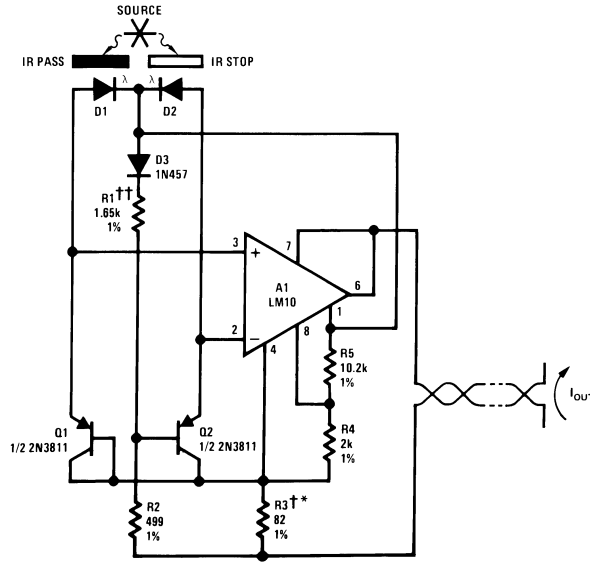 SOURCE
IR PASS
IR STOP
λ
λ
D1
D2
D3
1N457
R1††
1.65k
1%
3
7
+
A1
LM10
6
1
2
−
4
8
R5
10.2k
1%
R4
2k
1%
IOUT
Q1
1/2 2N3811
Q2
1/2 2N3811
R2
499
1%
R3†*
82
1%